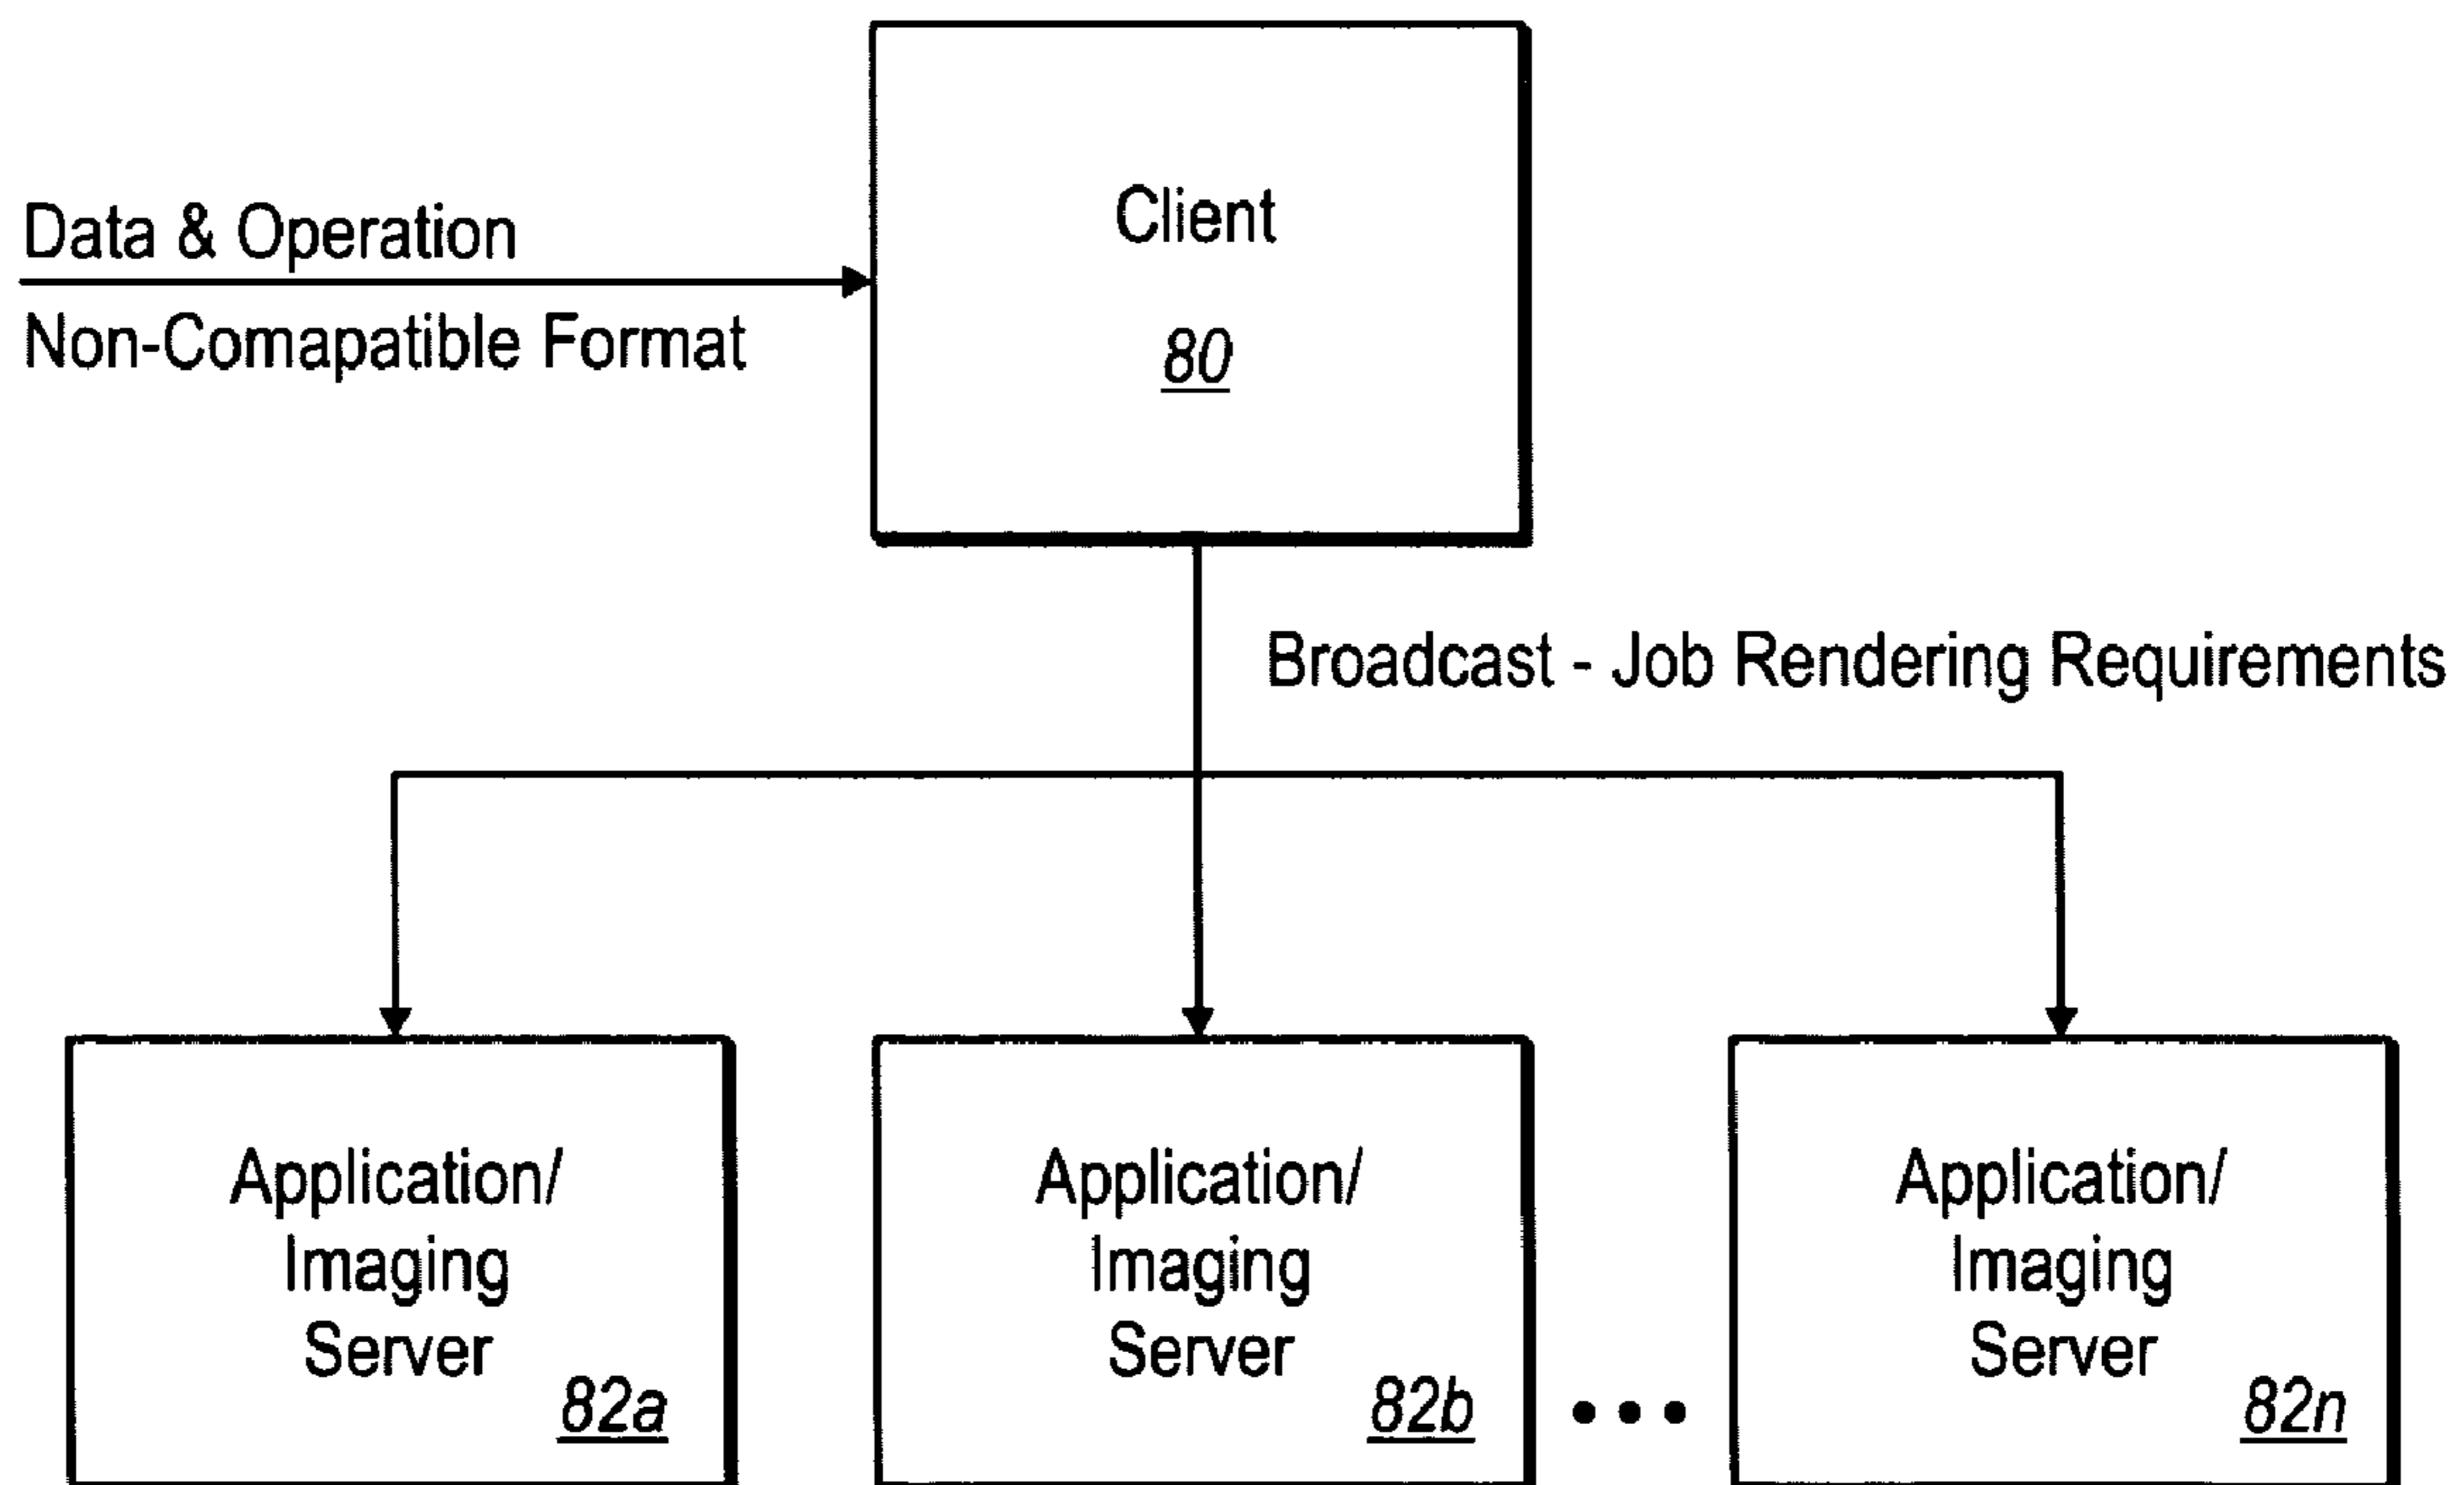 Client
80
Data & Operation
Non-Comapatible Format
Broadcast - Job Rendering Requirements
Application/
Imaging
Server
82a
Application/
Imaging
Server
82b
Application/
Imaging
Server
82n